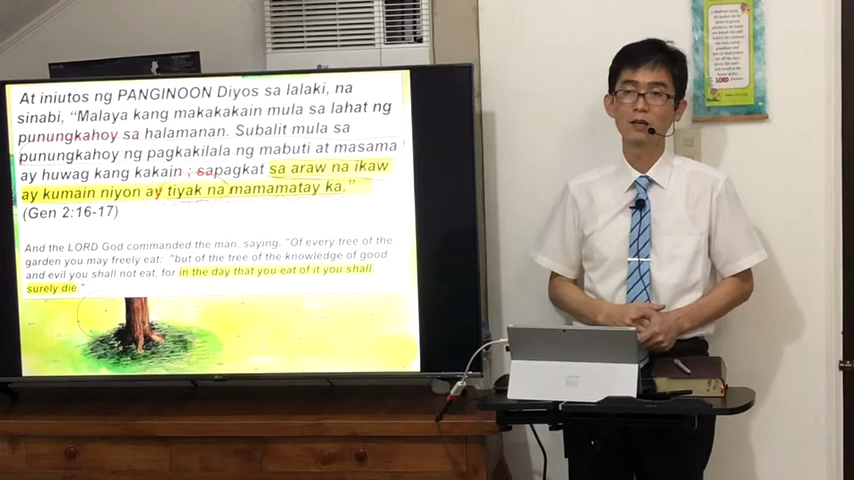 At iniutos ng PANGINOON Diyos sa lalaki, na
sinabi, “Malaya kang makakakain mula sa lahat ng
punungkahoy sa halamanan. Subalit mula sa
punungkahoy ng pagkakilala ng mabuti at masama
ay huwag kang kakain ; sapagkat sa araw na ikaw
ay kumain niyon ay tiyak na mamamatay ka.”
(Gen 2:16-17)
And the LORD God commanded the man, saying, "Of every tree of the
garden you may freely eat; "but of the tree of the knowledge of good
and evil you shall not eat, for in the day that you eat of it you shall
surely die."
LG
LORD